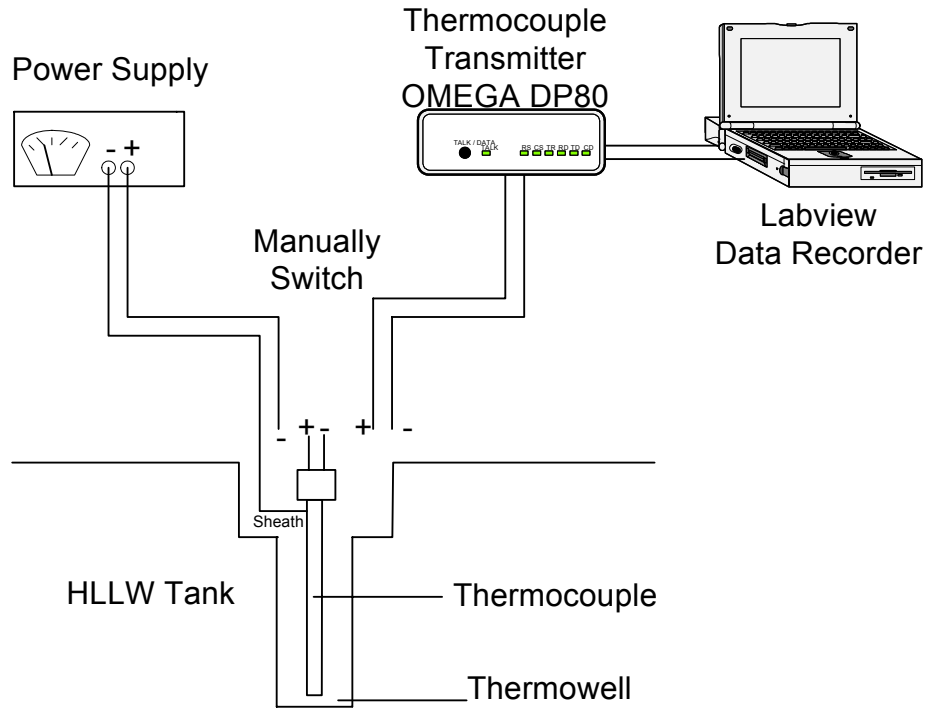 Thermocouple
Transmitter
OMEGA DP80
Power Supply
- +
TALK / DATA
TALK
RS CS TR RD TD CD
Labview
Data Recorder
Manually
Switch
-
+ -
+ -
Sheath
HLLW Tank
Thermocouple
Thermowell